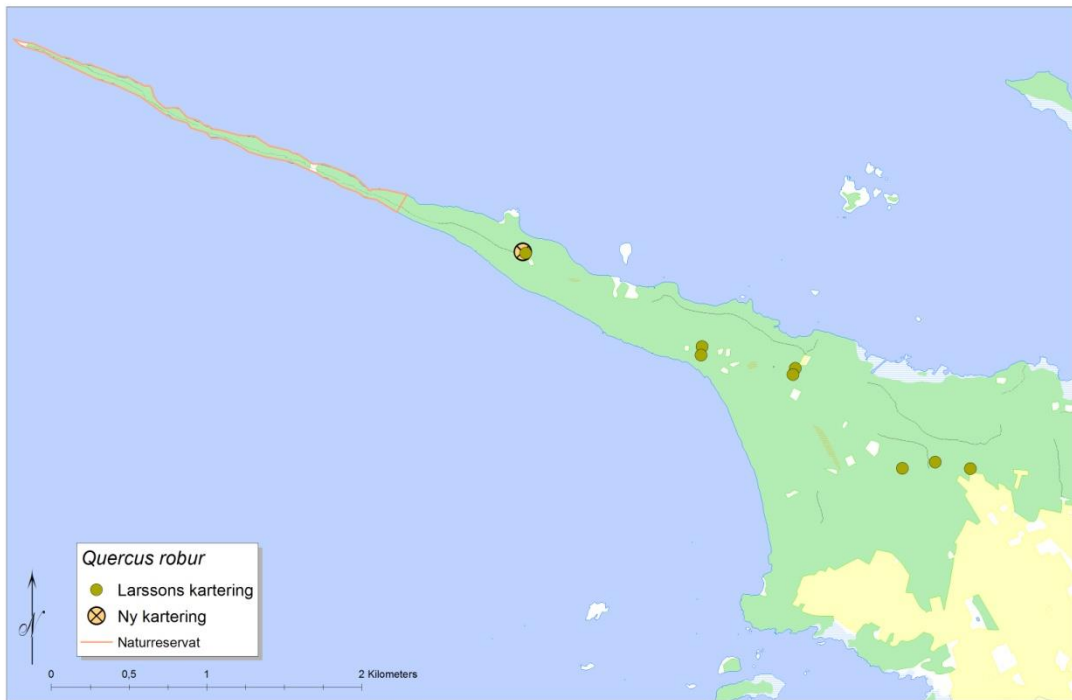 Quercus robur
Larssons kartering
Ny kartering
Naturreservat
N
0 0,5 1 2 Kilometers